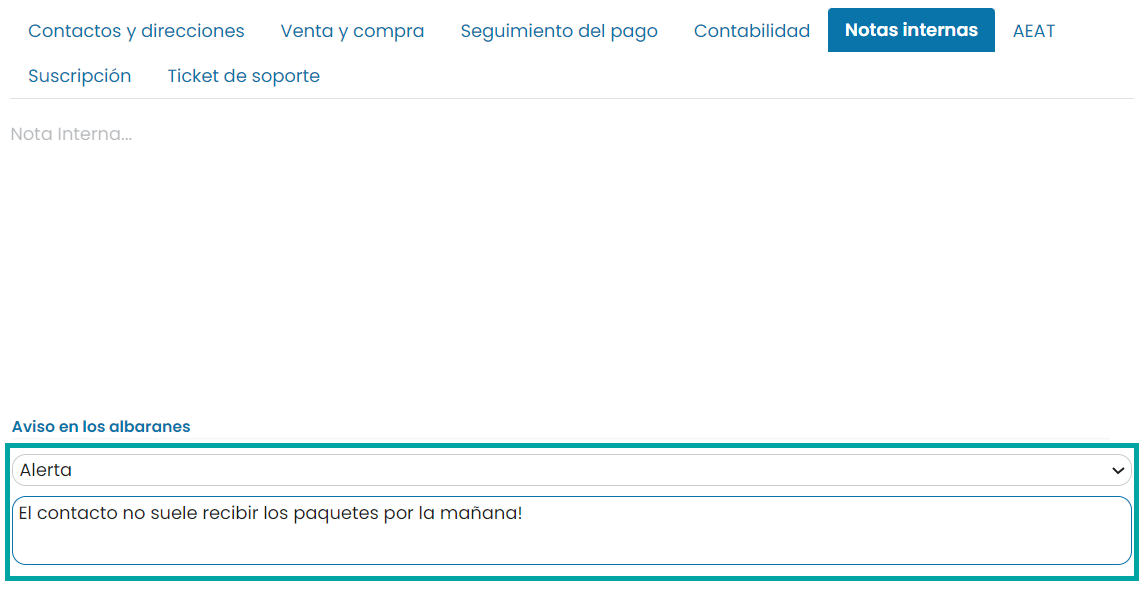 Contactos y direcciones Venta y compra Seguimiento del pago Contabilidad Notas internas AEAT
Suscripción Ticket de soporte
Nota Interna...
Aviso en los albaranes
Alerta
El contacto no suele recibir los paquetes por la mañana!